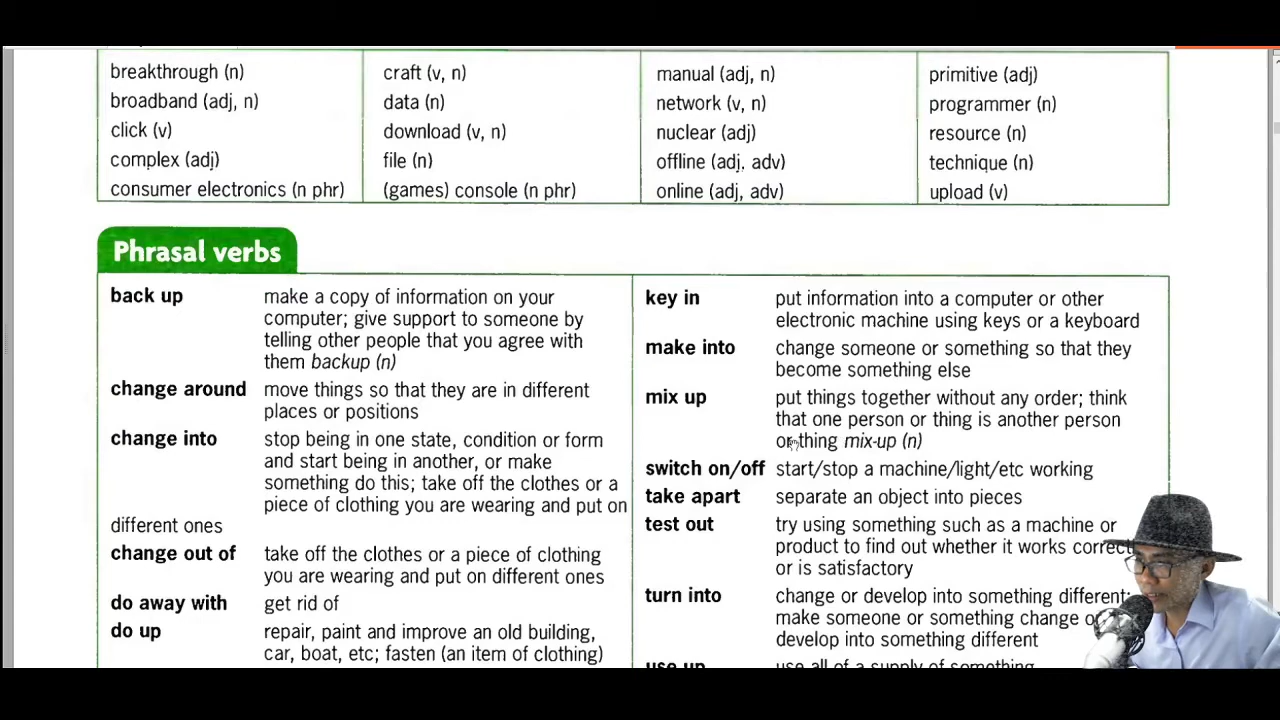 breakthrough (n) craft (v, n) manual (adj, n) primitive (adj)
broadband (adj, n) data (n) network (v, n) programmer (n)
click (v) download (v, n) nuclear (adj) resource (n)
complex (adj) file (n) offline (adj, adv) technique (n)
consumer electronics (n phr) (games) console (n phr) online (adj, adv) upload (v)
Phrasal verbs
back up make a copy of information on your
computer; give support to someone by
telling other people that you agree with
them backup (n)
change around move things so that they are in different
places or positions
change into stop being in one state, condition or form
and start being in another, or make
something do this; take off the clothes or a
piece of clothing you are wearing and put on
different ones
change out of take off the clothes or a piece of clothing
you are wearing and put on different ones
do away with get rid of
do up repair, paint and improve an old building,
car, boat, etc; fasten (an item of clothing)
key in put information into a computer or other
electronic machine using keys or a keyboard
make into change someone or something so that they
become something else
mix up put things together without any order; think
that one person or thing is another person
or thing mix-up (n)
switch on/off start/stop a machine/light/etc working
take apart separate an object into pieces
test out try using something such as a machine or
product to find out whether it works correct
or is satisfactory
turn into change or develop into something different;
make someone or something change o
develop into something different
use up use all of a supply of something